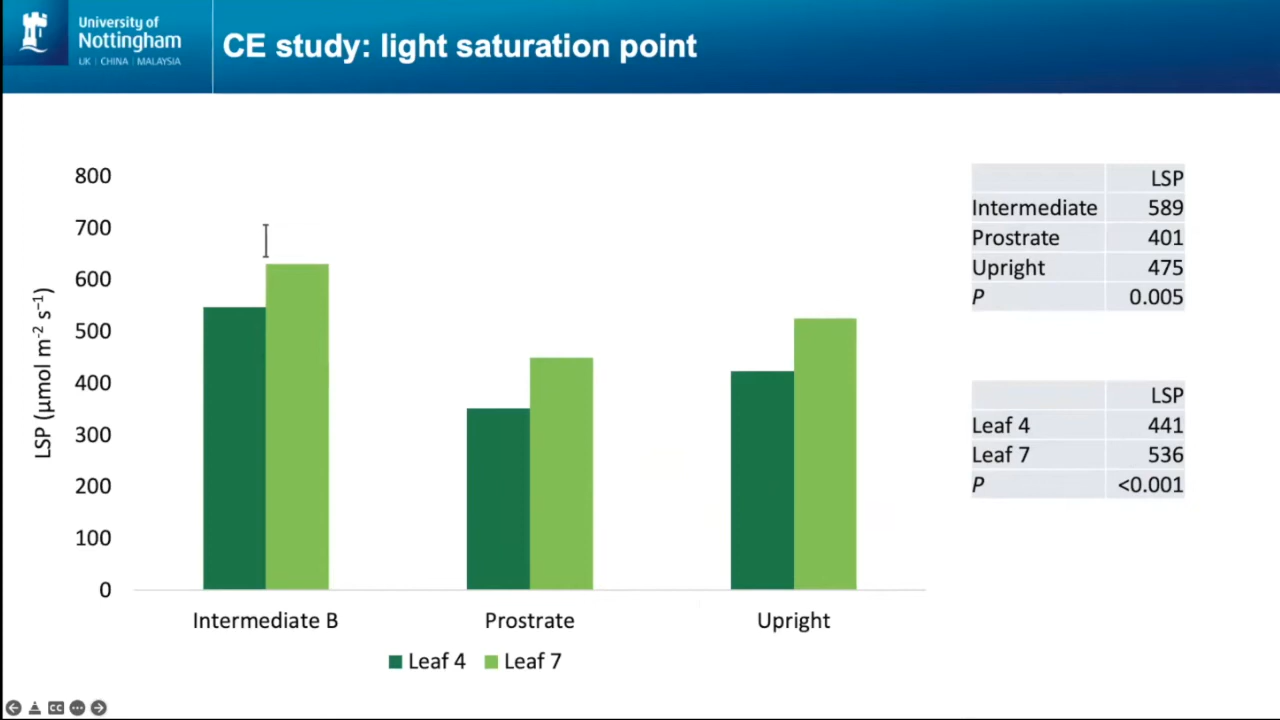 University of
Nottingham
UK | CHINA | MALAYSIA
CE study: light saturation point
800
700
600
500
400
300
200
100
0
LSP (µmol m⁻² s⁻¹)
Intermediate B
Prostrate
Upright
Leaf 4
Leaf 7
LSP
Intermediate 589
Prostrate 401
Upright 475
P 0.005
LSP
Leaf 4 441
Leaf 7 536
P <0.001
CC